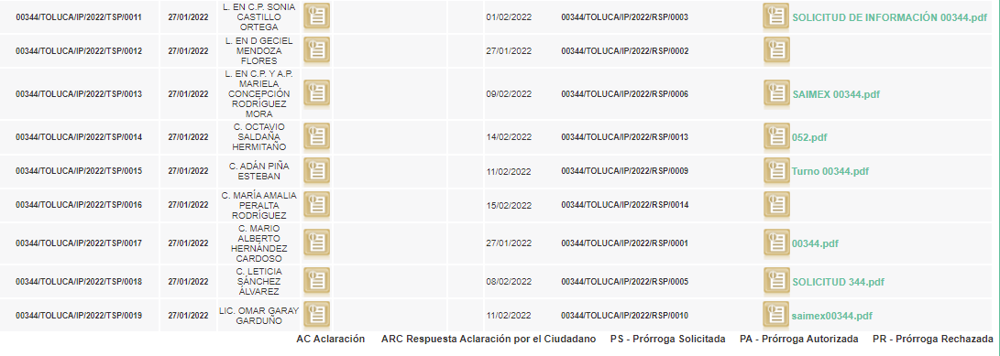 00344/TOLUCA/IP/2022/TSP/0011 27/01/2022 L. EN C.P. SONIA CASTILLO ORTEGA 01/02/2022 00344/TOLUCA/IP/2022/RSP/0003 SOLICITUD DE INFORMACIÓN 00344.pdf
00344/TOLUCA/IP/2022/TSP/0012 27/01/2022 L. EN D GECIEL MENDOZA FLORES 27/01/2022 00344/TOLUCA/IP/2022/RSP/0002
00344/TOLUCA/IP/2022/TSP/0013 27/01/2022 L. EN C.P. Y A.P. MARIELA CONCEPCIÓN RODRÍGUEZ MORA 09/02/2022 00344/TOLUCA/IP/2022/RSP/0006 SAIMEX 00344.pdf
00344/TOLUCA/IP/2022/TSP/0014 27/01/2022 C. OCTAVIO SALDAÑA HERMITAÑO 14/02/2022 00344/TOLUCA/IP/2022/RSP/0013 052.pdf
00344/TOLUCA/IP/2022/TSP/0015 27/01/2022 C. ADÁN PIÑA ESTEBAN 11/02/2022 00344/TOLUCA/IP/2022/RSP/0009 Turno 00344.pdf
00344/TOLUCA/IP/2022/TSP/0016 27/01/2022 C. MARÍA AMALIA PERALTA RODRÍGUEZ 15/02/2022 00344/TOLUCA/IP/2022/RSP/0014
00344/TOLUCA/IP/2022/TSP/0017 27/01/2022 C. MARIO ALBERTO HERNÁNDEZ CARDOSO 27/01/2022 00344/TOLUCA/IP/2022/RSP/0001 00344.pdf
00344/TOLUCA/IP/2022/TSP/0018 27/01/2022 C. LETICIA SÁNCHEZ ÁLVAREZ 08/02/2022 00344/TOLUCA/IP/2022/RSP/0005 SOLICITUD 344.pdf
00344/TOLUCA/IP/2022/TSP/0019 27/01/2022 LIC. OMAR GARAY GARDUÑO 11/02/2022 00344/TOLUCA/IP/2022/RSP/0010 saimex00344.pdf
AC Aclaración ARC Respuesta Aclaración por el Ciudadano PS - Prórroga Solicitada PA - Prórroga Autorizada PR - Prórroga Rechazada